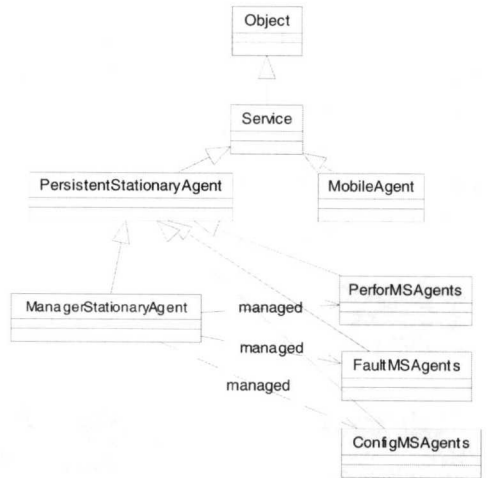 Object
Service
PersistentStationaryAgent
MobileAgent
PerforMSAgents
ManagerStationaryAgent
managed
managed
FaultMSAgents
managed
ConfigMSAgents